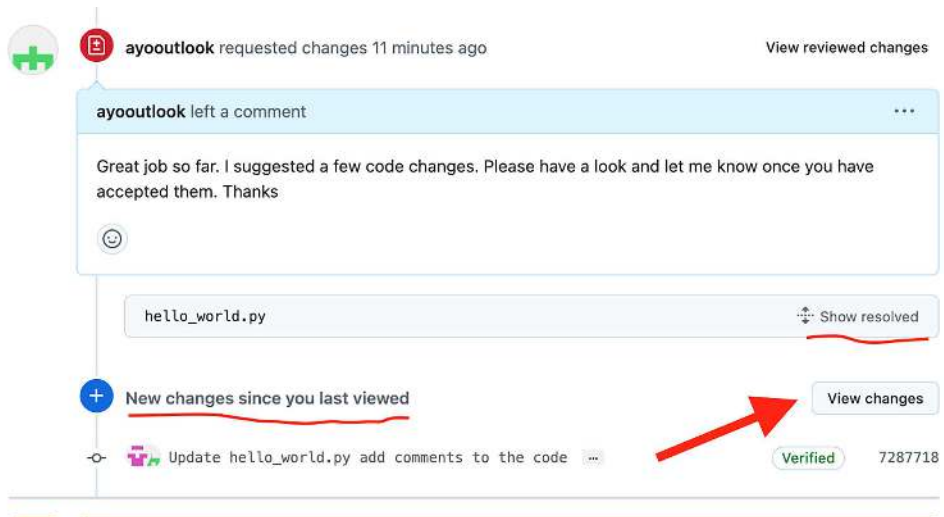 ayooutlook requested changes 11 minutes ago
View reviewed changes
ayooutlook left a comment
Great job so far. I suggested a few code changes. Please have a look and let me know once you have
accepted them. Thanks
hello_world.py
Show resolved
New changes since you last viewed
View changes
Update hello_world.py add comments to the code …
Verified
7287718